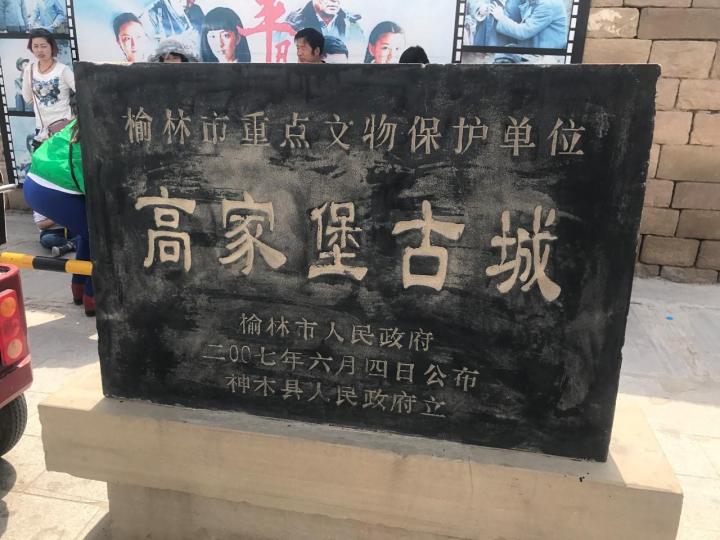 榆林市重点文物保护单位
高家堡古城
榆林市人民政府
二00七年六月四日公布
神木县人民政府立